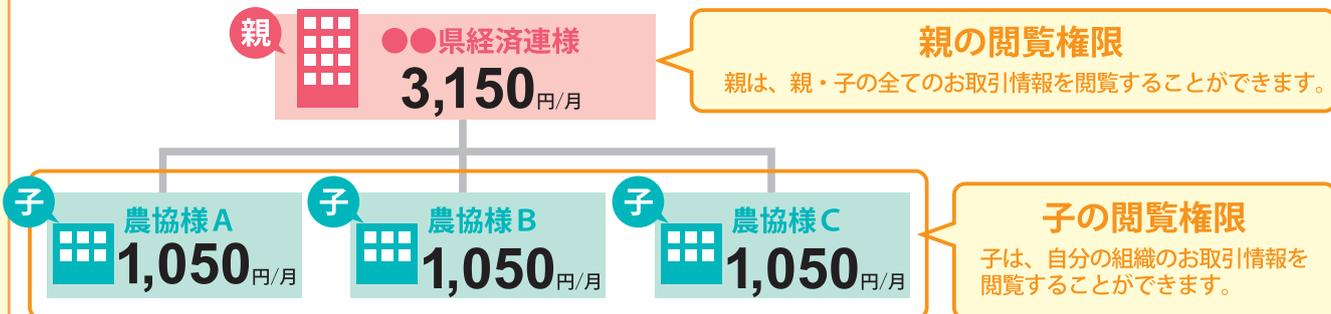 親
●●県経済連様
3,150円/月
親の閲覧権限
親は、親・子の全てのお取引情報を閲覧することができます。
子
農協様A
1,050円/月
子
農協様B
1,050円/月
子
農協様C
1,050円/月
子の閲覧権限
子は、自分の組織のお取引情報を
閲覧することができます。